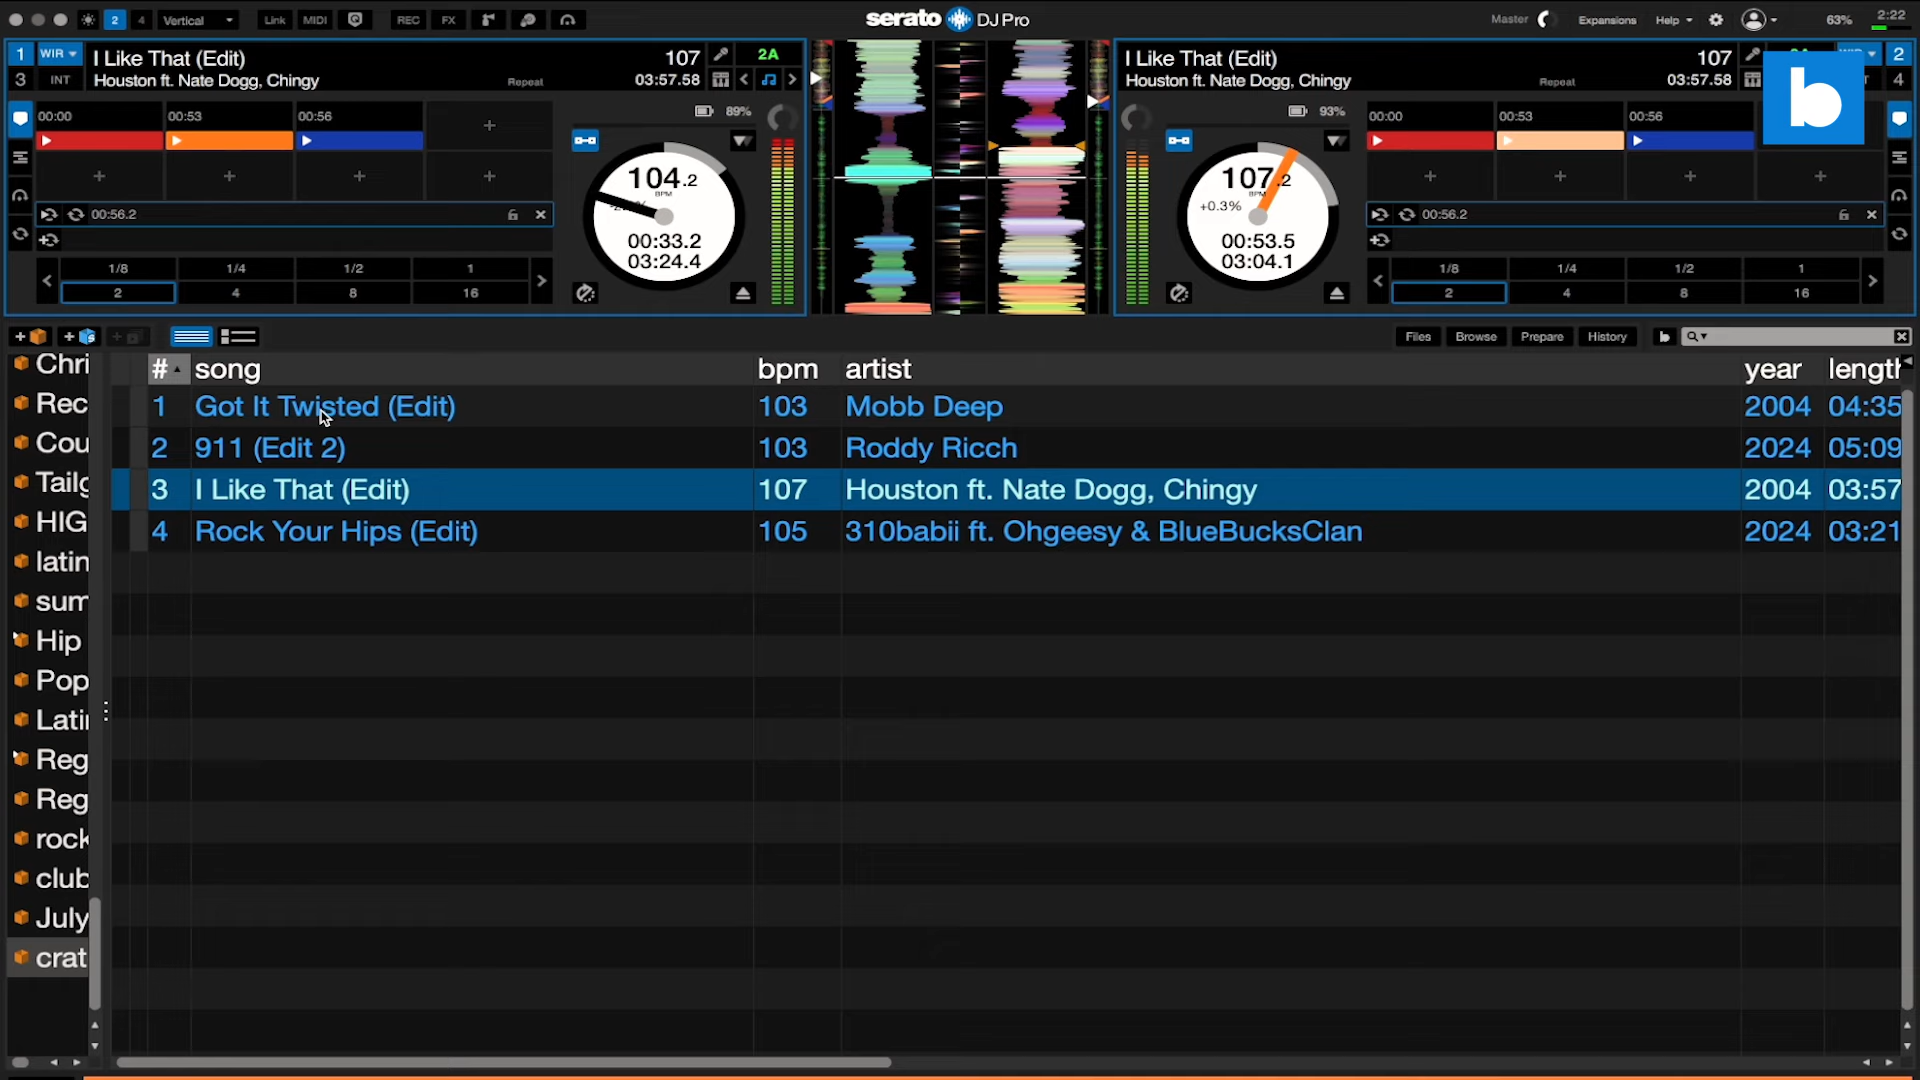 2 4 Vertical Link MIDI REC FX serato DJ Pro Master Expansions Help 63% 2:22
1 WIR I Like That (Edit) 107 2A
3 INT Houston ft. Nate Dogg, Chingy Repeat 03:57.58
89%
00:00 00:53 00:56
104.2
BPM
00:33.2
03:24.4
00:56.2
1/8 1/4 1/2 1
2 4 8 16
I Like That (Edit) 107 2
Houston ft. Nate Dogg, Chingy Repeat 03:57.58 4
b
93%
00:00 00:53 00:56
107.2
BPM
+0.3%
00:53.5
03:04.1
00:56.2
1/8 1/4 1/2 1
2 4 8 16
Files Browse Prepare History b
# song bpm artist year length
1 Got It Twisted (Edit) 103 Mobb Deep 2004 04:35
2 911 (Edit 2) 103 Roddy Ricch 2024 05:09
3 I Like That (Edit) 107 Houston ft. Nate Dogg, Chingy 2004 03:57
4 Rock Your Hips (Edit) 105 310babii ft. Ohgeesy & BlueBucksClan 2024 03:21
Chri
Rec
Cou
Tailg
HIG
latin
sum
Hip
Pop
Latin
Reg
Reg
rock
club
July
crat